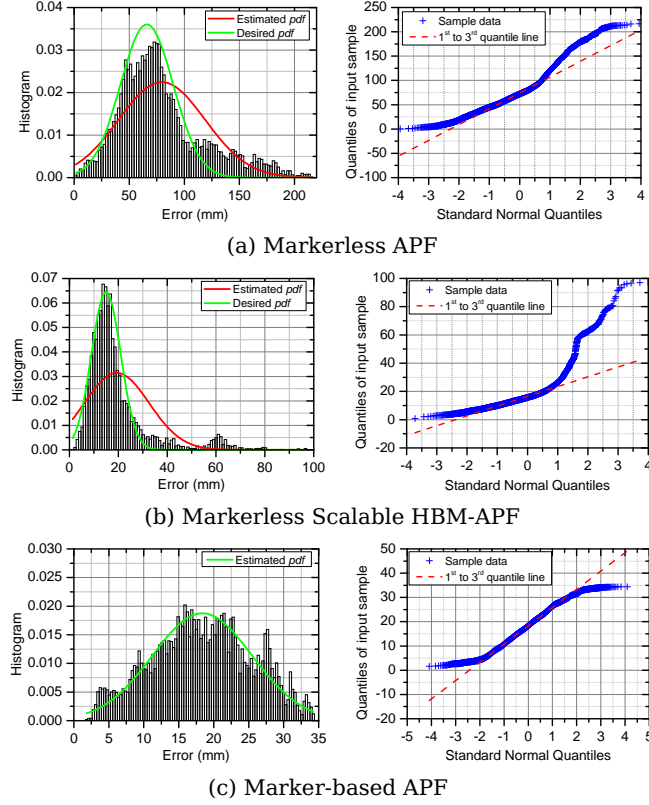 0.04
0.03
0.02
0.01
0.00
Histogram
Estimated pdf
Desired pdf
0 50 100 150 200
Error (mm)
250
200
150
100
50
0
-50
-100
Quantiles of input sample
Sample data
1st to 3rd quantile line
-4 -3 -2 -1 0 1 2 3 4
Standard Normal Quantiles
(a) Markerless APF
0.07
0.06
0.05
0.04
0.03
0.02
0.01
0.00
Histogram
Estimated pdf
Desired pdf
0 20 40 60 80 100
Error (mm)
100
80
60
40
20
0
-20
Quantiles of input sample
Sample data
1st to 3rd quantile line
-4 -3 -2 -1 0 1 2 3 4
Standard Normal Quantiles
(b) Markerless Scalable HBM-APF
0.030
0.025
0.020
0.015
0.010
0.005
0.000
Histogram
Estimated pdf
0 5 10 15 20 25 30 35
Error (mm)
50
40
30
20
10
0
-10
-20
Quantiles of input sample
Sample data
1st to 3rd quantile line
-5 -4 -3 -2 -1 0 1 2 3 4 5
Standard Normal Quantiles
(c) Marker-based APF